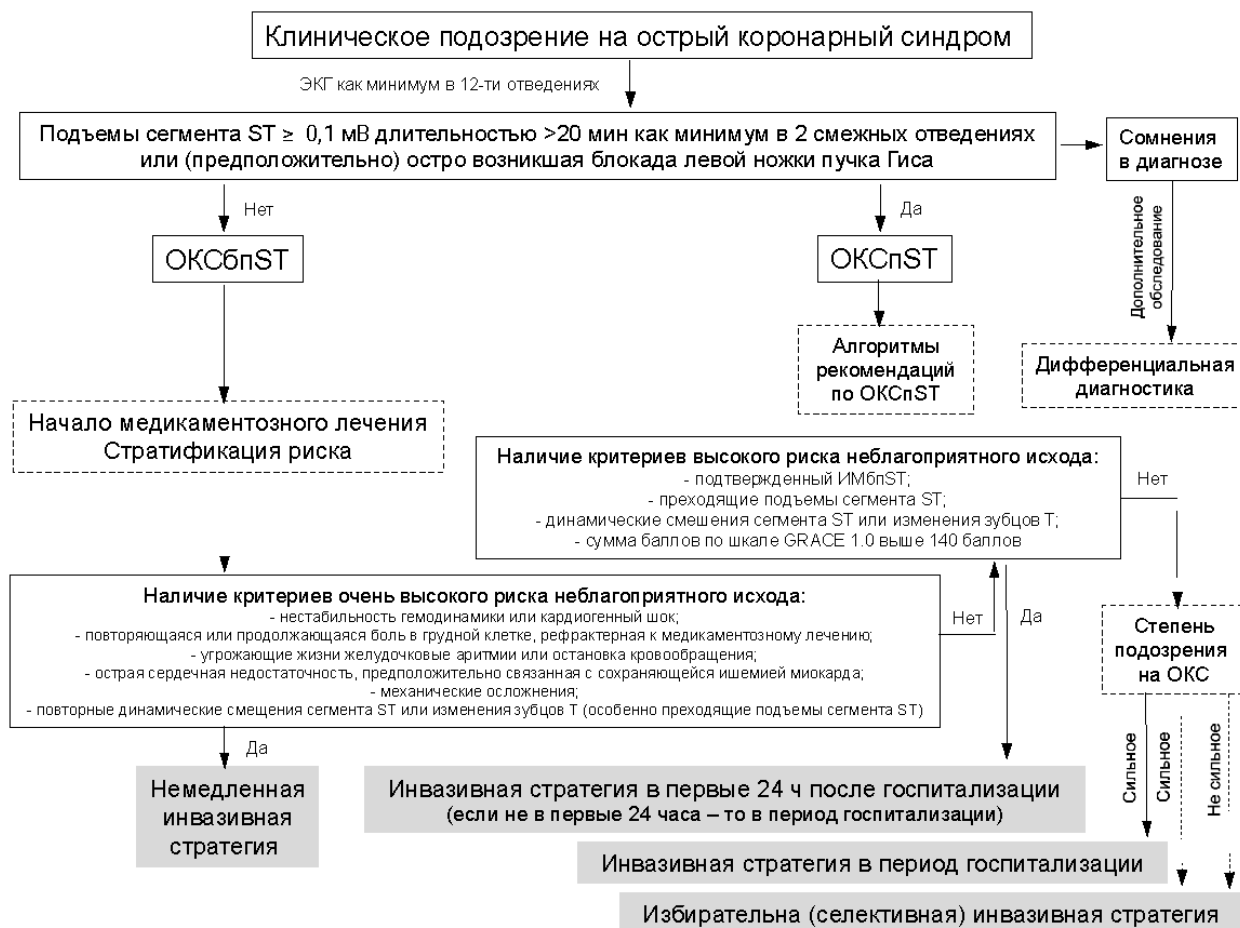 Клиническое подозрение на острый коронарный синдром
ЭКГ как минимум в 12-ти отведениях
Подъемы сегмента ST ≥ 0,1 мВ длительностью >20 мин как минимум в 2 смежных отведениях
или (предположительно) остро возникшая блокада левой ножки пучка Гиса
Сомнения
в диагнозе
Нет
Да
ОКСбпST
ОКСпST
Дополнительное
обследование
Алгоритмы
рекомендаций
по ОКСпST
Дифференциальная
диагностика
Начало медикаментозного лечения
Стратификация риска
Наличие критериев высокого риска неблагоприятного исхода:
- подтвержденный ИМбпST;
- преходящие подъемы сегмента ST;
- динамические смешения сегмента ST или изменения зубцов Т;
- сумма баллов по шкале GRACE 1.0 выше 140 баллов
Нет
Наличие критериев очень высокого риска неблагоприятного исхода:
- нестабильность гемодинамики или кардиогенный шок;
- повторяющаяся или продолжающаяся боль в грудной клетке, рефрактерная к медикаментозному лечению;
- угрожающие жизни желудочковые аритмии или остановка кровообращения;
- острая сердечная недостаточность, предположительно связанная с сохраняющейся ишемией миокарда;
- механические осложнения;
- повторные динамические смещения сегмента ST или изменения зубцов Т (особенно преходящие подъемы сегмента ST)
Нет
Да
Степень
подозрения
на ОКС
Да
Сильное
Сильное
Не сильное
Немедленная
инвазивная
стратегия
Инвазивная стратегия в первые 24 ч после госпитализации
(если не в первые 24 часа – то в период госпитализации)
Инвазивная стратегия в период госпитализации
Избирательна (селективная) инвазивная стратегия